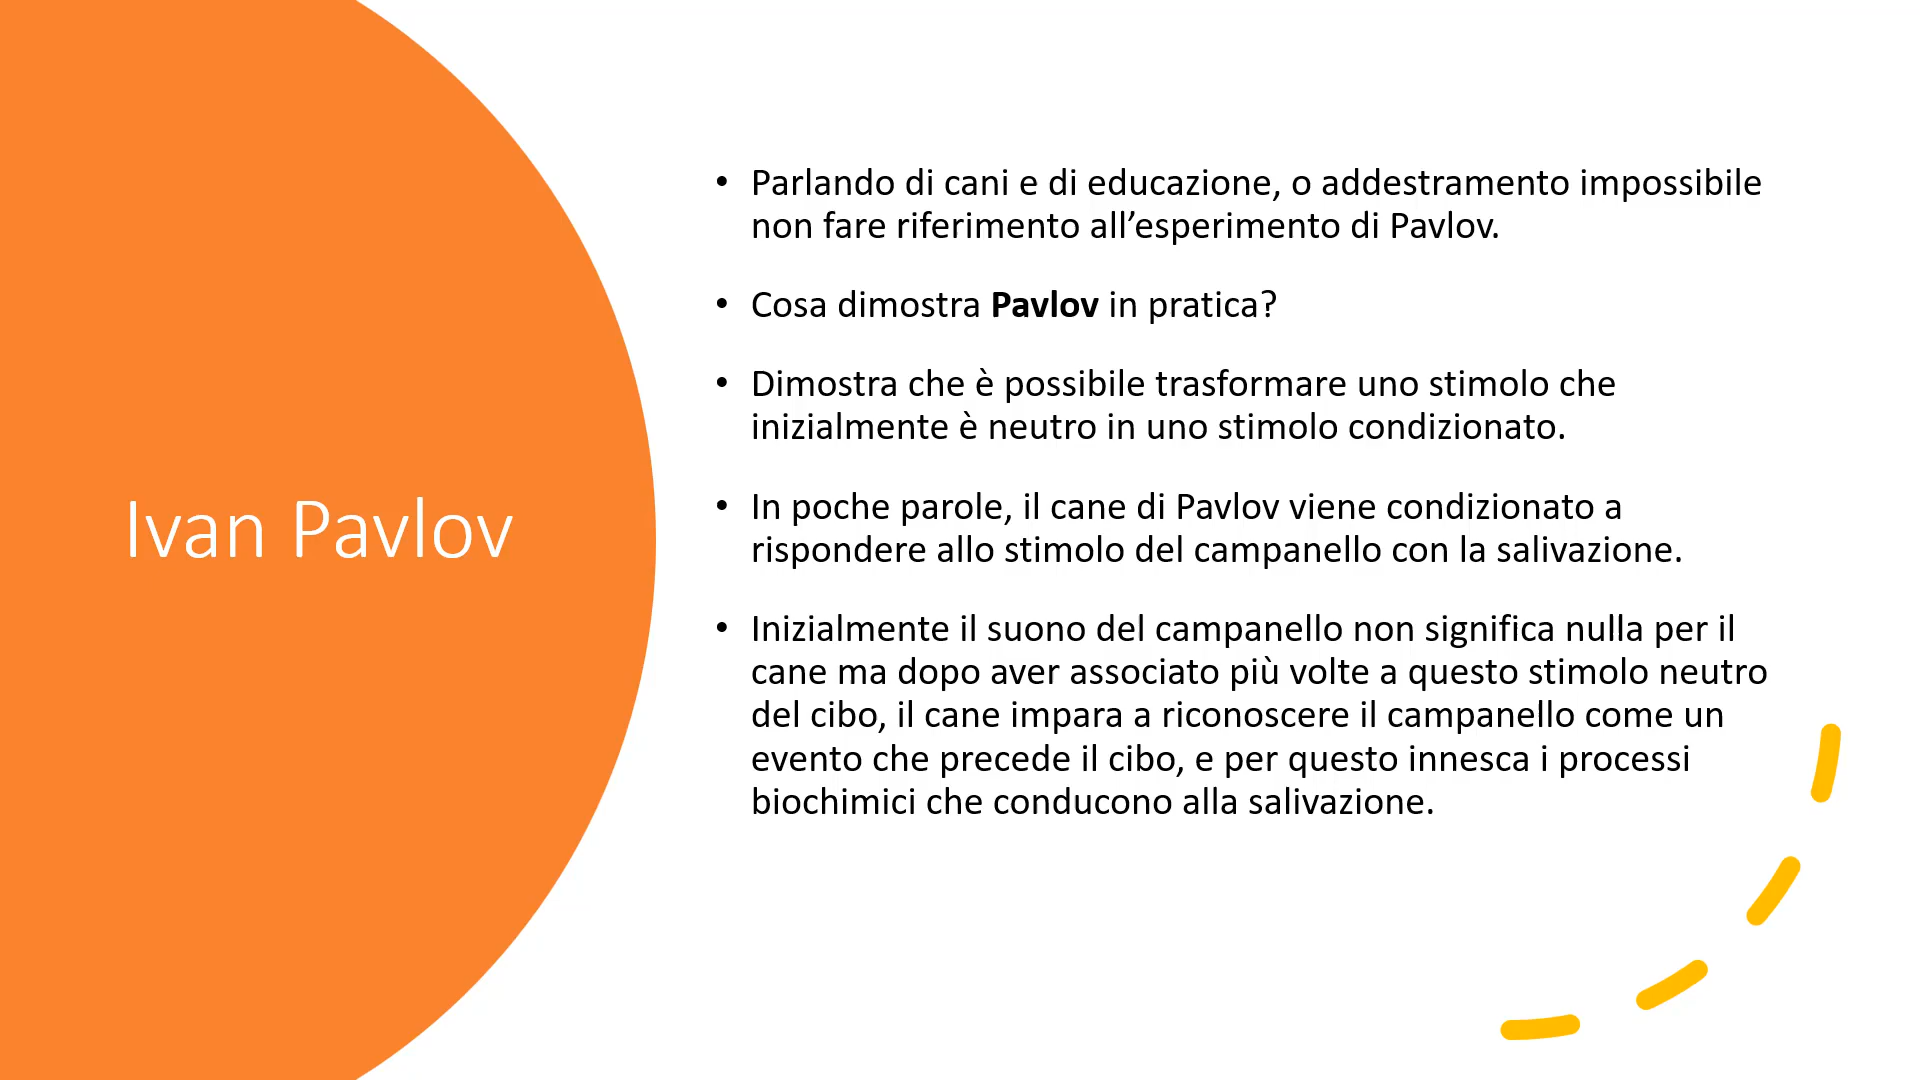 Ivan Pavlov
• Parlando di cani e di educazione, o addestramento impossibile
non fare riferimento all’esperimento di Pavlov.
• Cosa dimostra Pavlov in pratica?
• Dimostra che è possibile trasformare uno stimolo che
inizialmente è neutro in uno stimolo condizionato.
• In poche parole, il cane di Pavlov viene condizionato a
rispondere allo stimolo del campanello con la salivazione.
• Inizialmente il suono del campanello non significa nulla per il
cane ma dopo aver associato più volte a questo stimolo neutro
del cibo, il cane impara a riconoscere il campanello come un
evento che precede il cibo, e per questo innesca i processi
biochimici che conducono alla salivazione.